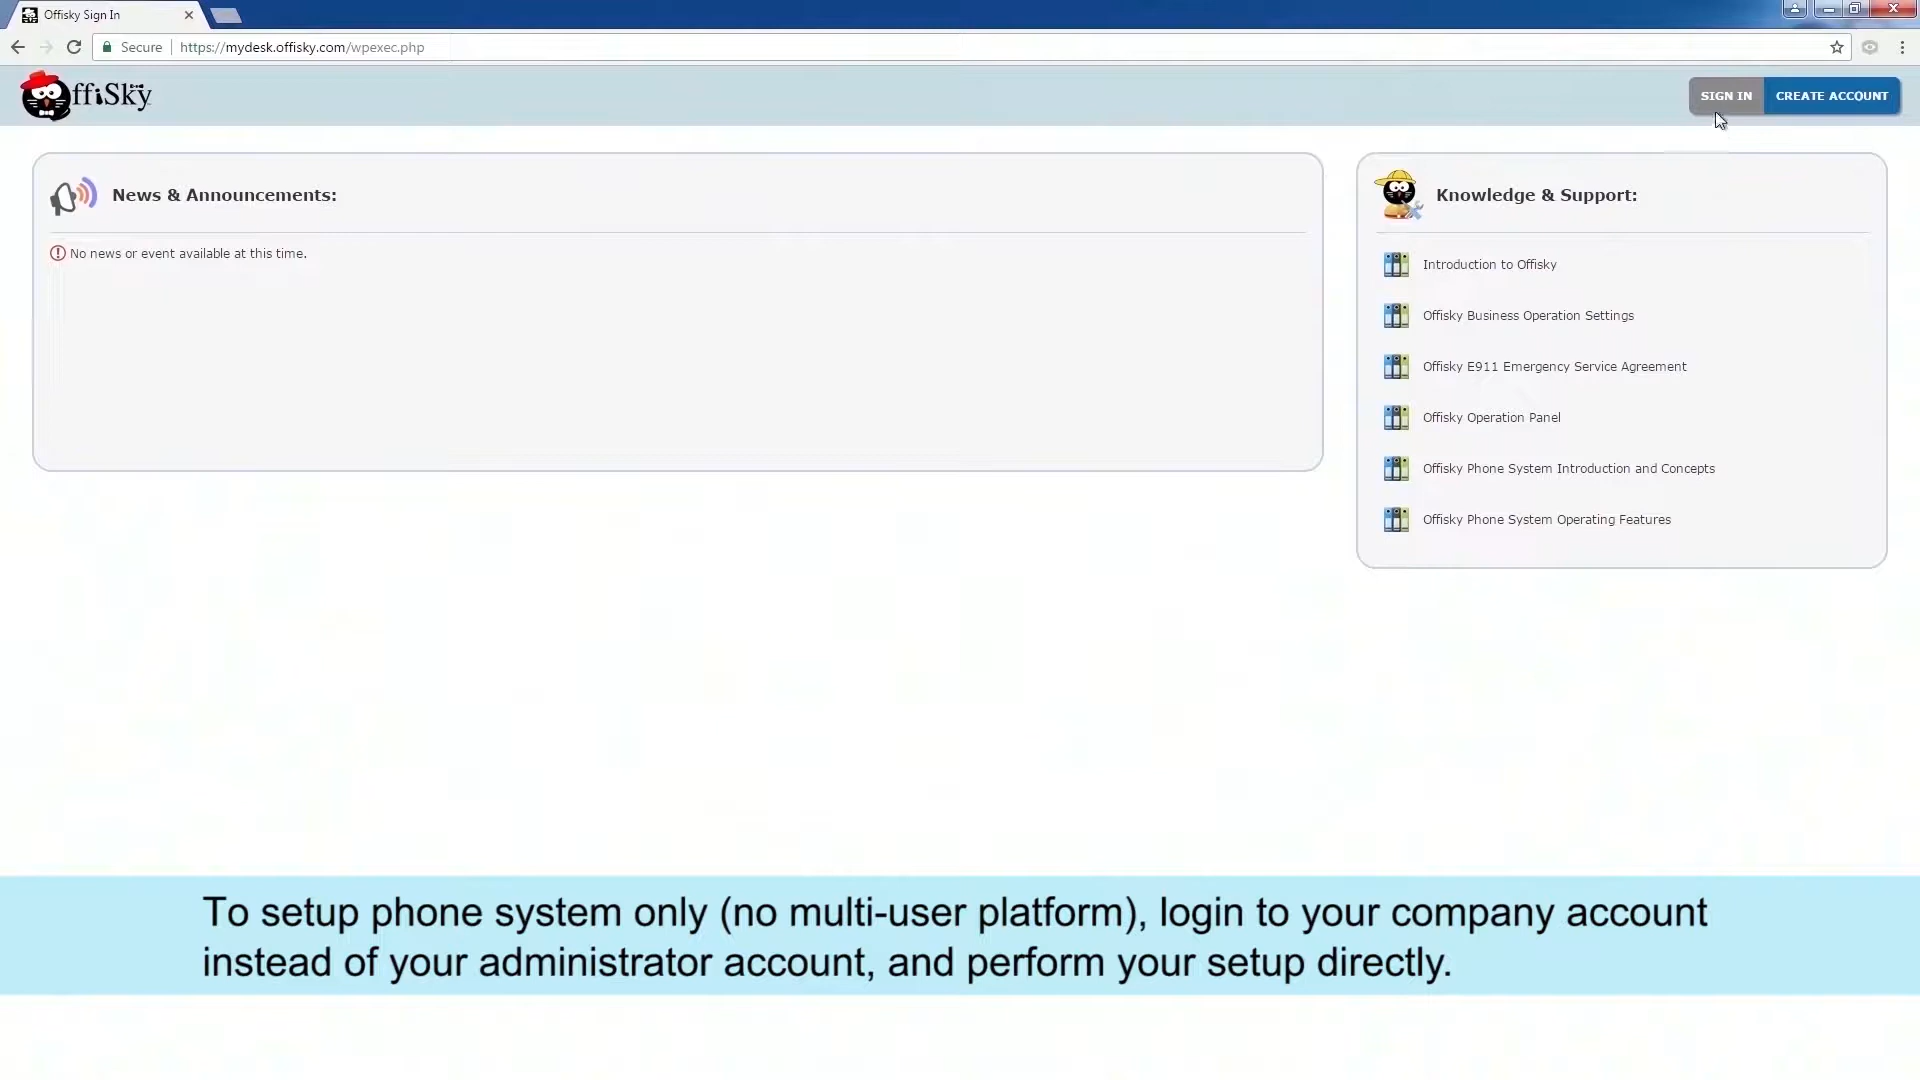 Offisky Sign In
Secure
https://mydesk.offisky.com/wpexec.php
ffiSky
SIGN IN
CREATE ACCOUNT
News & Announcements:
No news or event available at this time.
Knowledge & Support:
Introduction to Offisky
Offisky Business Operation Settings
Offisky E911 Emergency Service Agreement
Offisky Operation Panel
Offisky Phone System Introduction and Concepts
Offisky Phone System Operating Features
To setup phone system only (no multi-user platform), login to your company account
instead of your administrator account, and perform your setup directly.